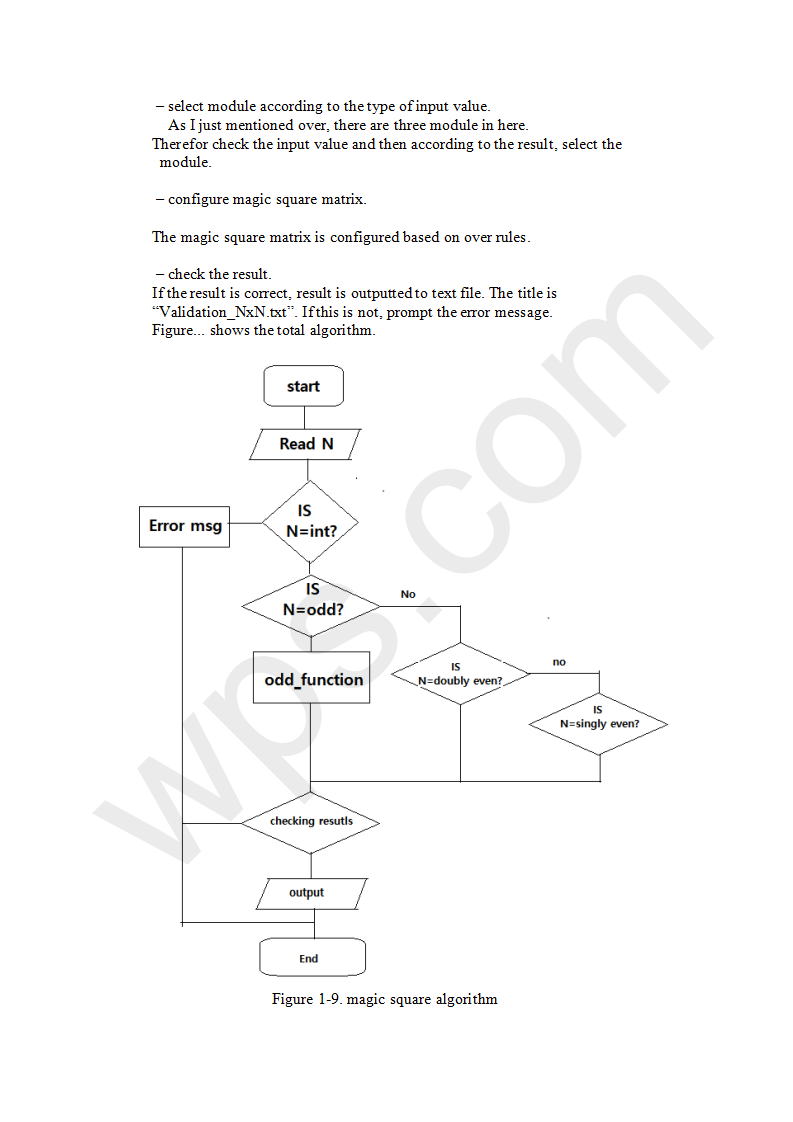 – select module according to the type of input value.
As I just mentioned over, there are three module in here.
Therefor check the input value and then according to the result, select the
module.
– configure magic square matrix.
The magic square matrix is configured based on over rules.
– check the result.
If the result is correct, result is outputted to text file. The title is
“Validation_NxN.txt”. If this is not, prompt the error message.
Figure... shows the total algorithm.
start
Read N
IS
N=int?
Error msg
IS
N=odd?
No
odd_function
IS
N=doubly even?
no
IS
N=singly even?
checking resutls
output
End
Figure 1-9. magic square algorithm
wps.com